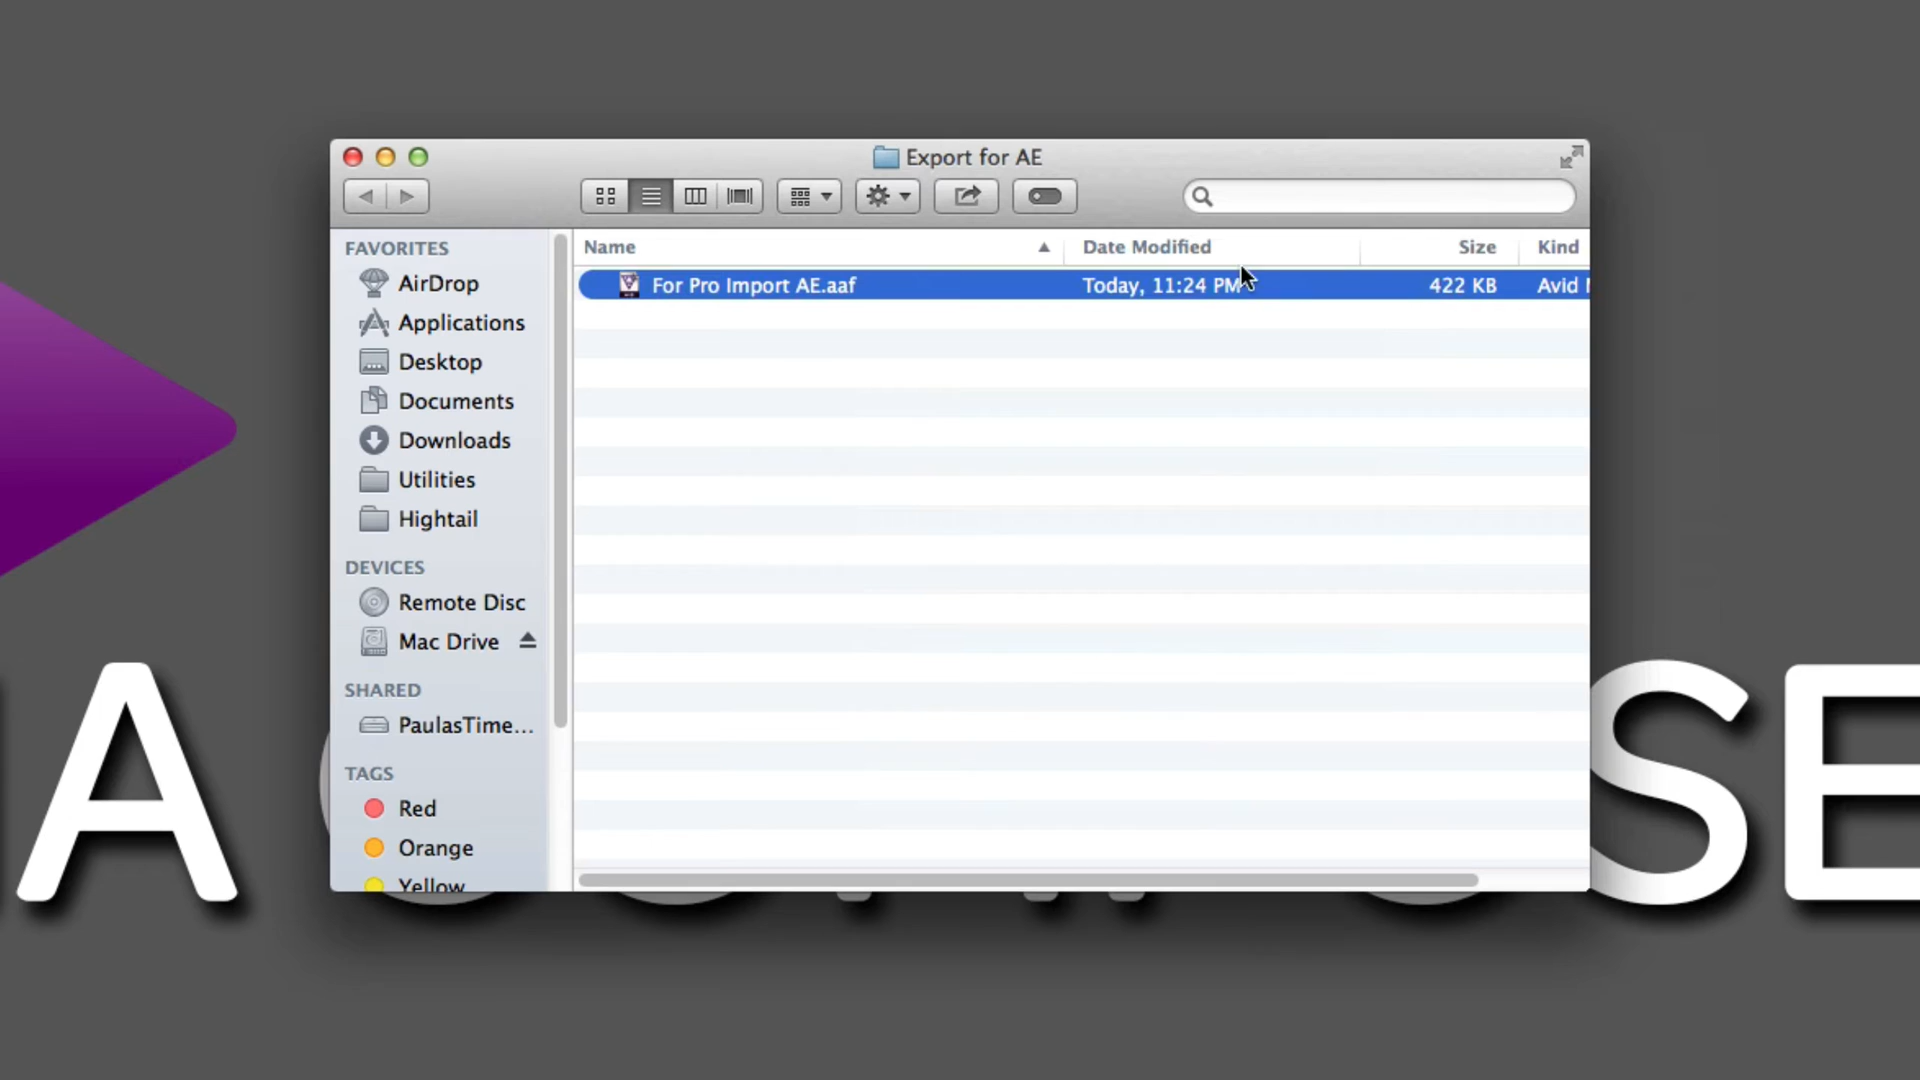 Export for AE
Name Date Modified Size Kind
For Pro Import AE.aaf Today, 11:24 PM 422 KB Avid
FAVORITES
AirDrop
Applications
Desktop
Documents
Downloads
Utilities
Hightail
DEVICES
Remote Disc
Mac Drive
SHARED
PaulasTime...
TAGS
Red
Orange
Yellow
A SE